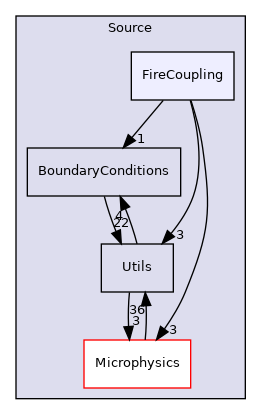 Source
FireCoupling
1
BoundaryConditions
4
22
3
Utils
36
3
3
Microphysics